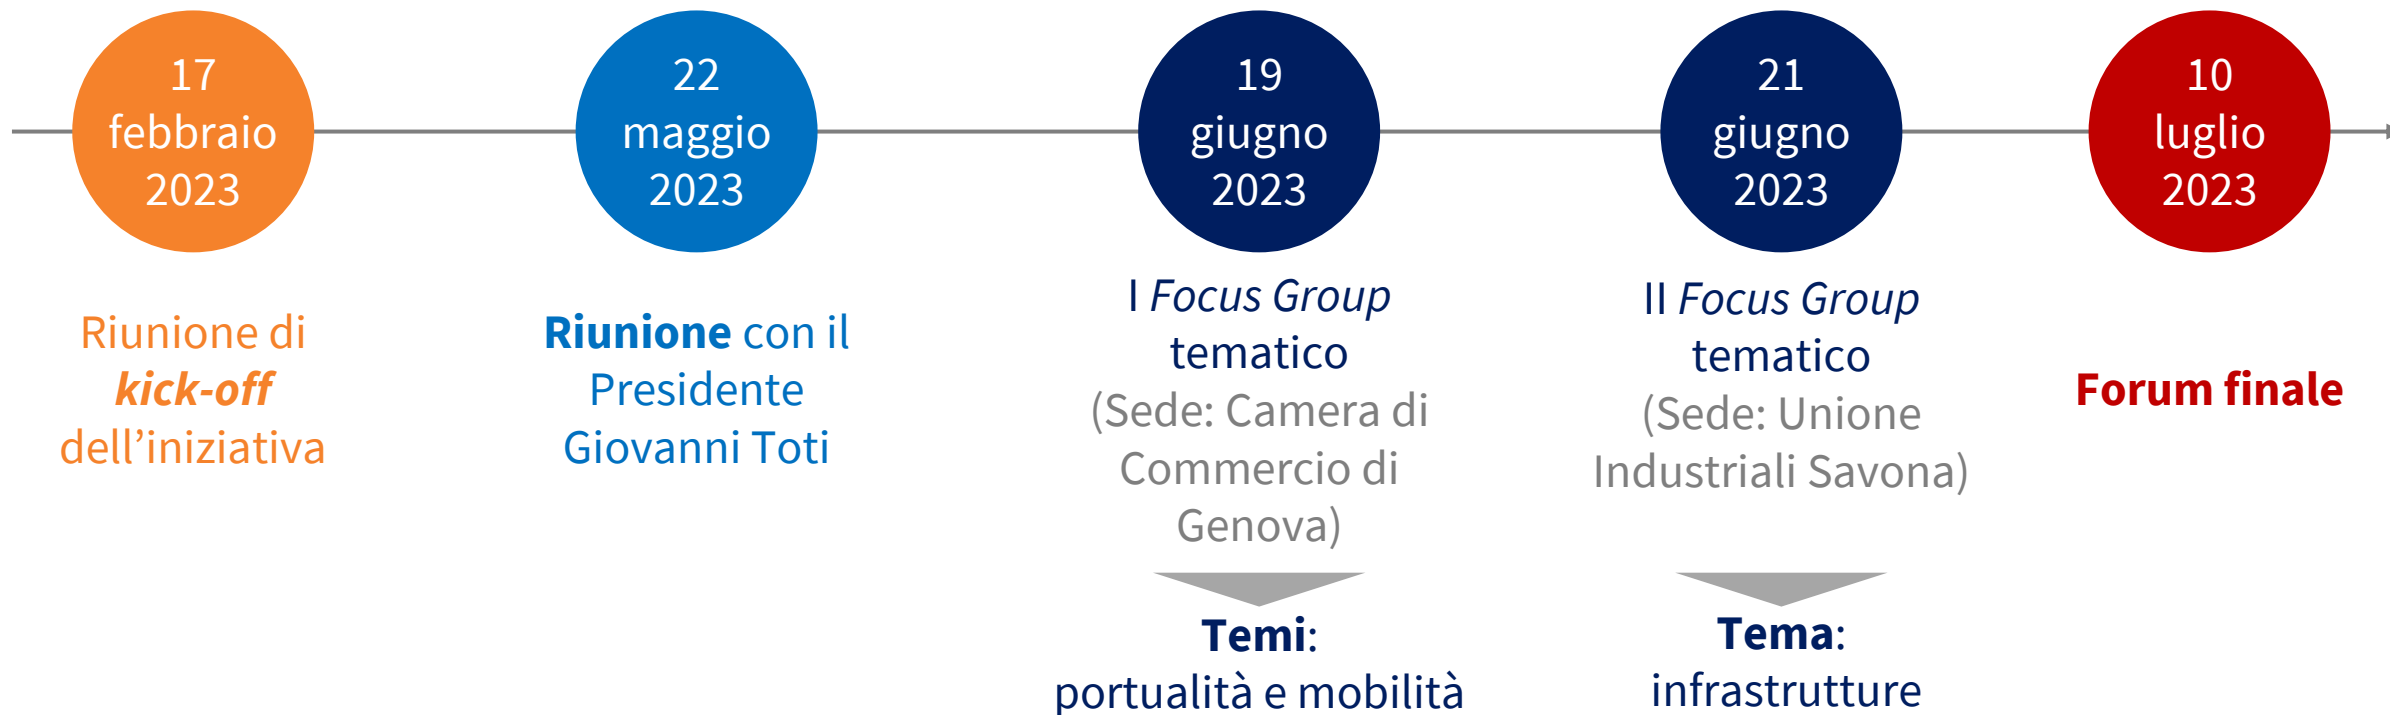 17
febbraio
2023
Riunione di
kick-off
dell’iniziativa
22
maggio
2023
Riunione con il
Presidente
Giovanni Toti
19
giugno
2023
I Focus Group
tematico
(Sede: Camera di
Commercio di
Genova)
Temi:
portualità e mobilità
21
giugno
2023
II Focus Group
tematico
(Sede: Unione
Industriali Savona)
Tema:
infrastrutture
10
luglio
2023
Forum finale